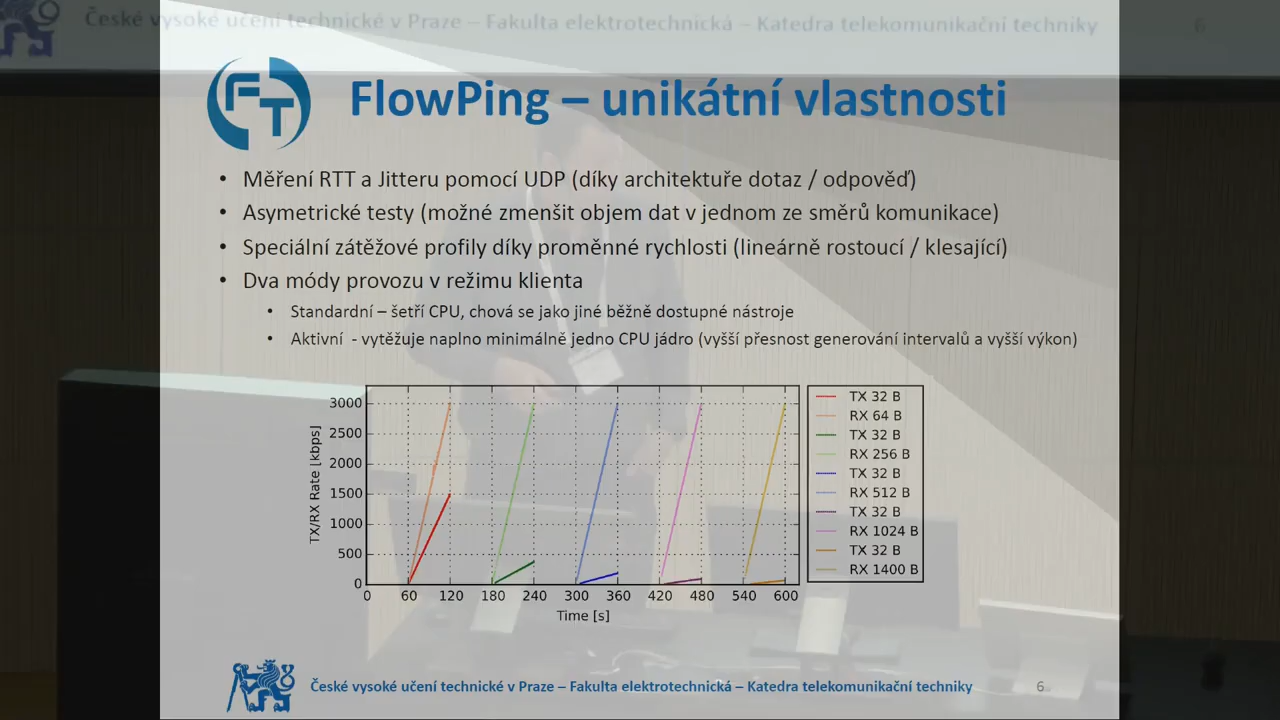 České vysoké učení technické v Praze – Fakulta elektrotechnická – Katedra telekomunikační techniky 6
FT
FlowPing – unikátní vlastnosti
• Měření RTT a Jitteru pomocí UDP (díky architektuře dotaz / odpověď)
• Asymetrické testy (možné zmenšit objem dat v jednom ze směrů komunikace)
• Speciální zátěžové profily díky proměnné rychlosti (lineárně rostoucí / klesající)
• Dva módy provozu v režimu klienta
• Standardní – šetří CPU, chová se jako jiné běžně dostupné nástroje
• Aktivní - vytěžuje naplno minimálně jedno CPU jádro (vyšší přesnost generování intervalů a vyšší výkon)
TX/RX Rate [kbps]
3000
2500
2000
1500
1000
500
0
0 60 120 180 240 300 360 420 480 540 600
Time [s]
TX 32 B
RX 64 B
TX 32 B
RX 256 B
TX 32 B
RX 512 B
TX 32 B
RX 1024 B
TX 32 B
RX 1400 B
České vysoké učení technické v Praze – Fakulta elektrotechnická – Katedra telekomunikační techniky 6